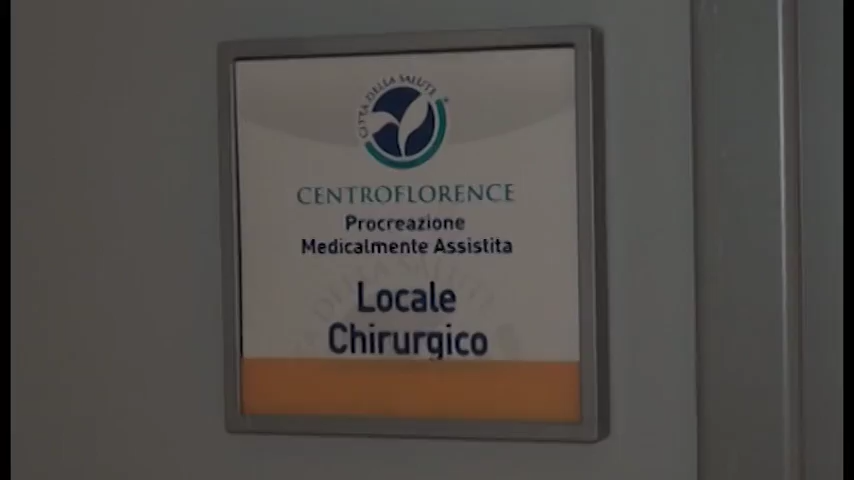 CITTÀ DELLA SALUTE
CENTROFLORENCE
Procreazione
Medicalmente Assistita
Locale
Chirurgico